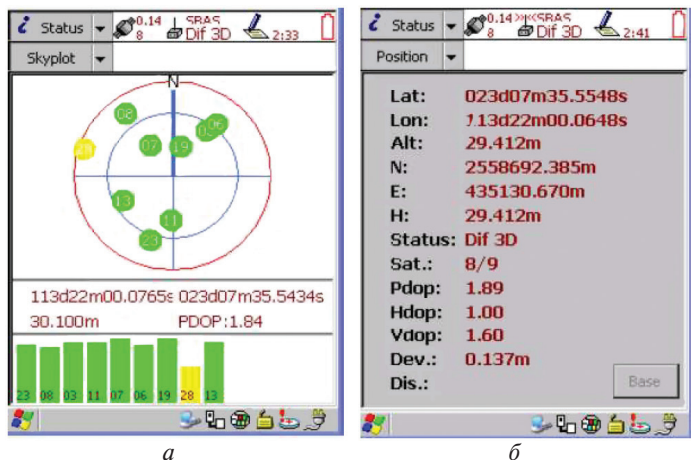 i Status 0.14 8 SBAS Dif 3D 2:33
Skyplot
N
08
06
07 19
13
11
23
113d22m00.0765s 023d07m35.5434s
30.100m PDOP:1.84
23 08 03 11 07 06 19 28 13
а
i Status 0.14 8 SBAS Dif 3D 2:41
Position
Lat: 023d07m35.5548s
Lon: 113d22m00.0648s
Alt: 29.412m
N: 2558692.385m
E: 435130.670m
H: 29.412m
Status: Dif 3D
Sat.: 8/9
Pdop: 1.89
Hdop: 1.00
Vdop: 1.60
Dev.: 0.137m
Dis.:
Base
б